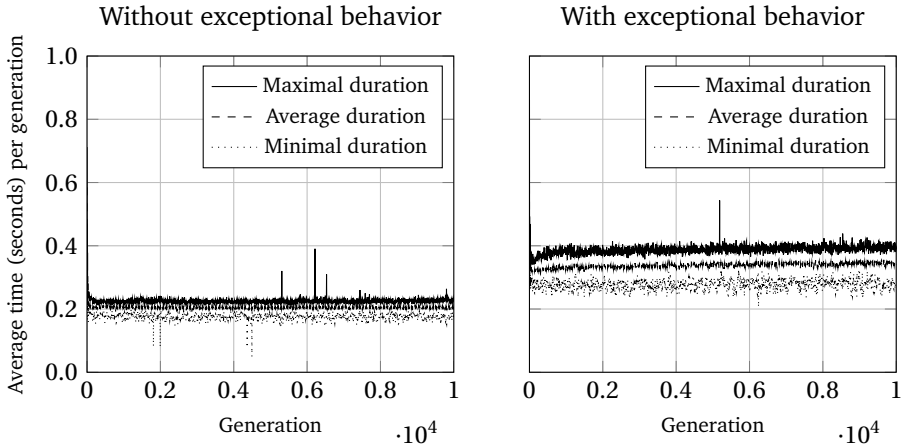 Without exceptional behavior
With exceptional behavior
Average time (seconds) per generation
1.0
0.8
0.6
0.4
0.2
0.0
Maximal duration
Average duration
Minimal duration
0
0.2
0.4
0.6
0.8
1
Generation
·10⁴
Maximal duration
Average duration
Minimal duration
0
0.2
0.4
0.6
0.8
1
Generation
·10⁴